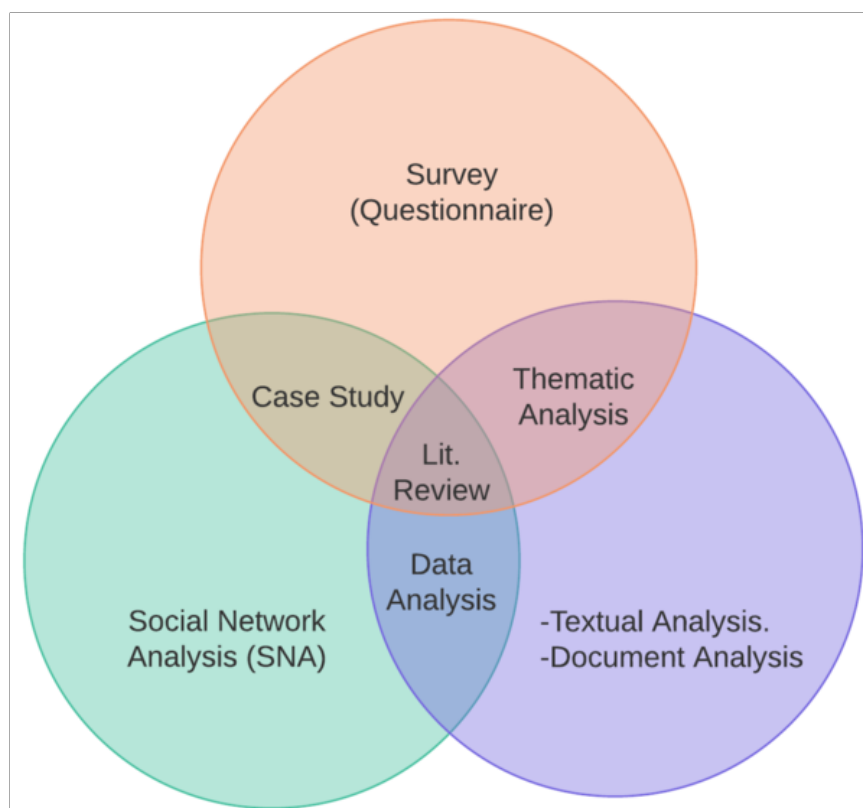 Survey
(Questionnaire)
Case Study
Thematic
Analysis
Lit.
Review
Data
Analysis
Social Network
Analysis (SNA)
-Textual Analysis.
-Document Analysis